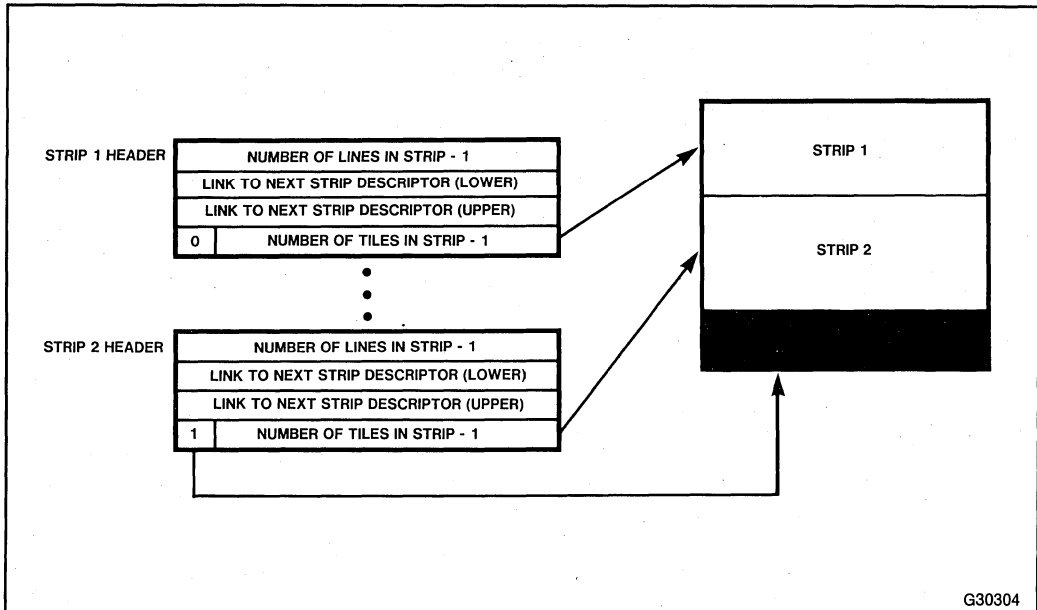 STRIP 1 HEADER
NUMBER OF LINES IN STRIP - 1
LINK TO NEXT STRIP DESCRIPTOR (LOWER)
LINK TO NEXT STRIP DESCRIPTOR (UPPER)
0 NUMBER OF TILES IN STRIP - 1
STRIP 2 HEADER
NUMBER OF LINES IN STRIP - 1
LINK TO NEXT STRIP DESCRIPTOR (LOWER)
LINK TO NEXT STRIP DESCRIPTOR (UPPER)
1 NUMBER OF TILES IN STRIP - 1
STRIP 1
STRIP 2
G30304